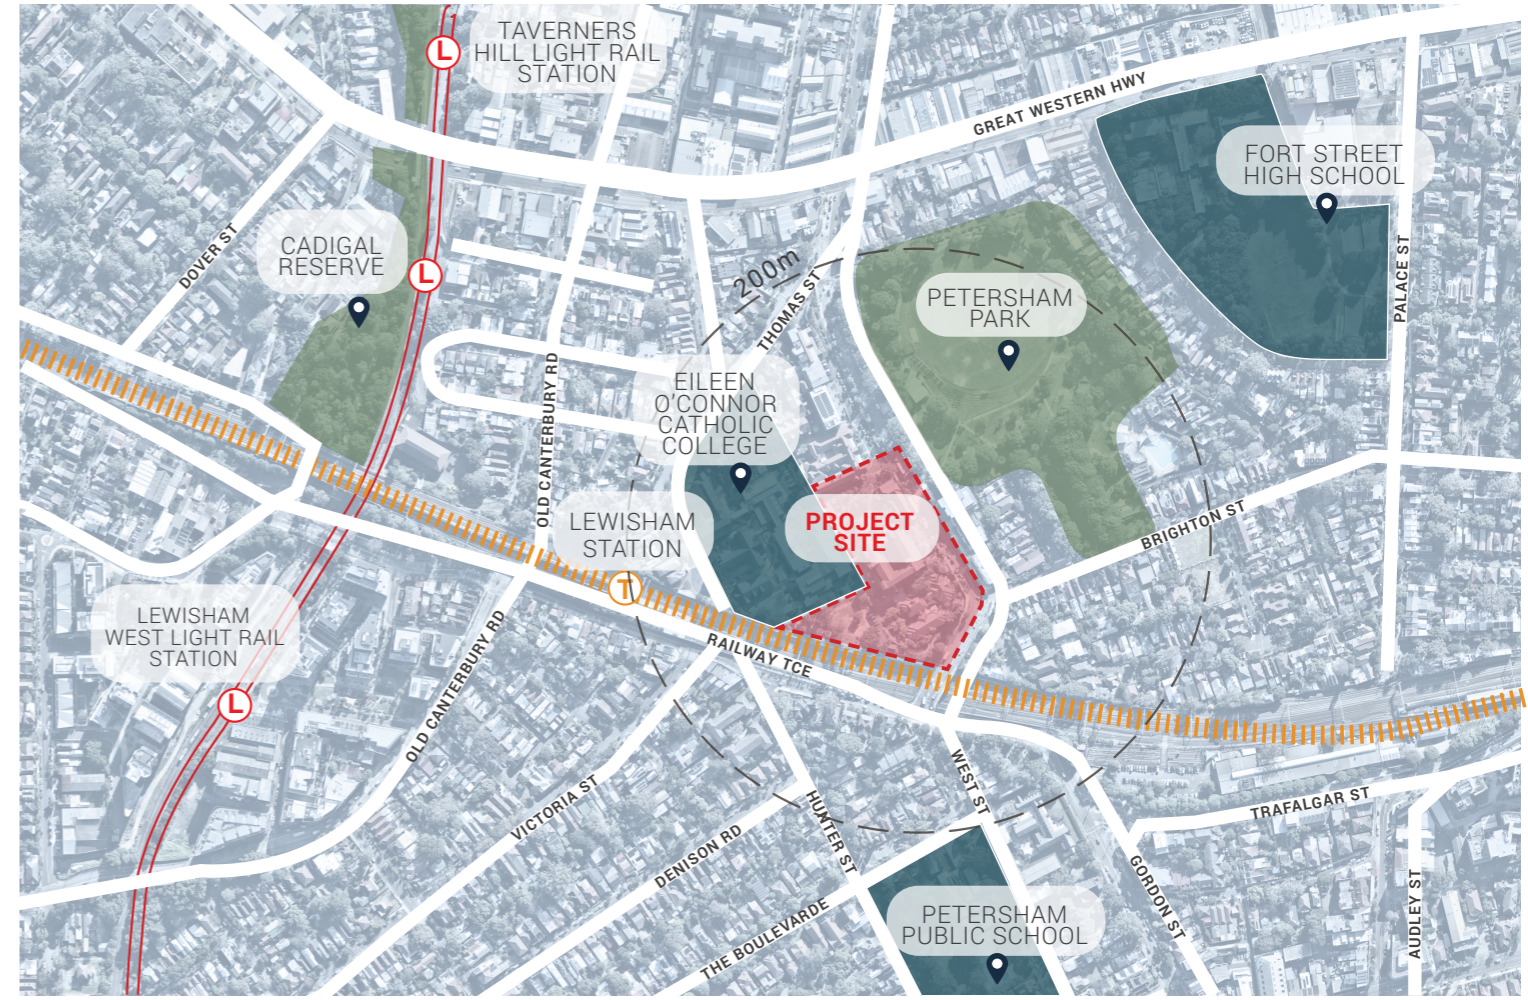 TAVERNERS
HILL LIGHT RAIL
STATION
L
GREAT WESTERN HWY
FORT STREET
HIGH SCHOOL
DOVER ST
CADIGAL
RESERVE
L
200m
THOMAS ST
PETERSHAM
PARK
PALACE ST
EILEEN
O'CONNOR
CATHOLIC
COLLEGE
OLD CANTERBURY RD
LEWISHAM
STATION
T
PROJECT
SITE
BRIGHTON ST
LEWISHAM
WEST LIGHT RAIL
STATION
L
RAILWAY TCE
OLD CANTERBURY RD
WEST ST
VICTORIA ST
HUNTER ST
TRAFALGAR ST
DENISON RD
GORDON ST
AUDLEY ST
THE BOULEVARDE
PETERSHAM
PUBLIC SCHOOL